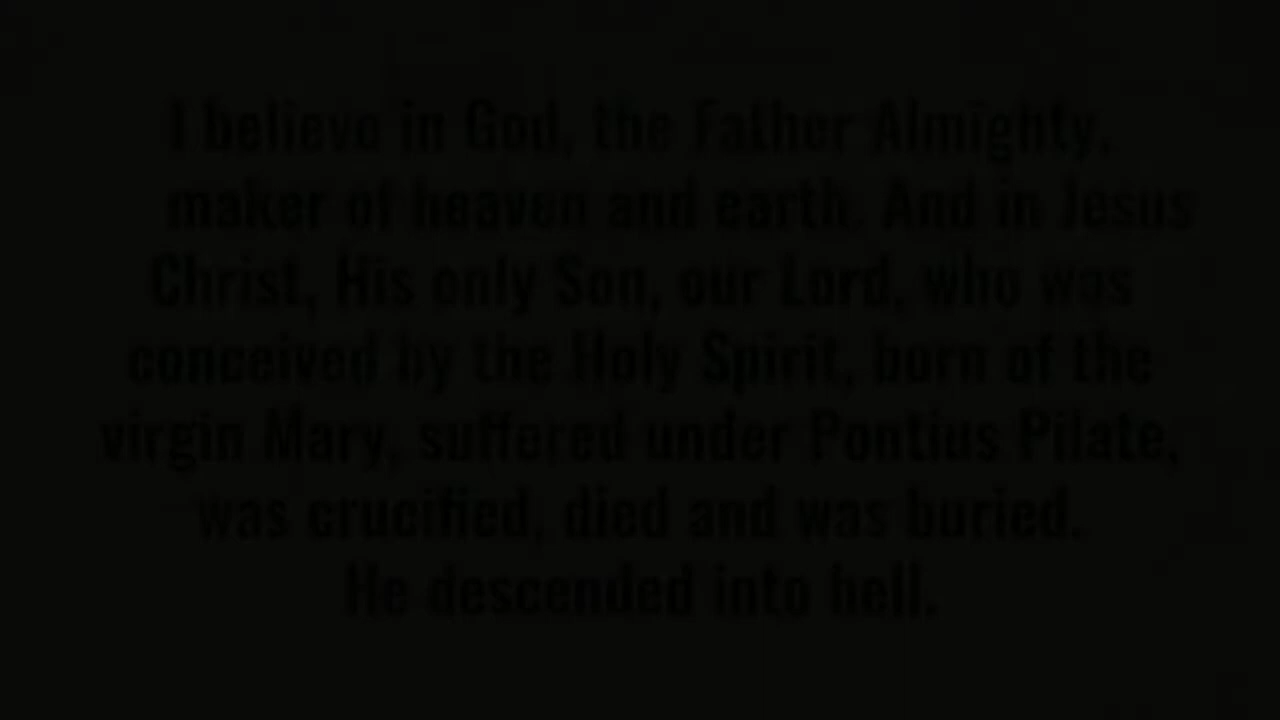 I believe in God, the Father Almighty,
maker of heaven and earth. And in Jesus
Christ, His only Son, our Lord, who was
conceived by the Holy Spirit, born of the
virgin Mary, suffered under Pontius Pilate,
was crucified, died and was buried.
He descended into hell.